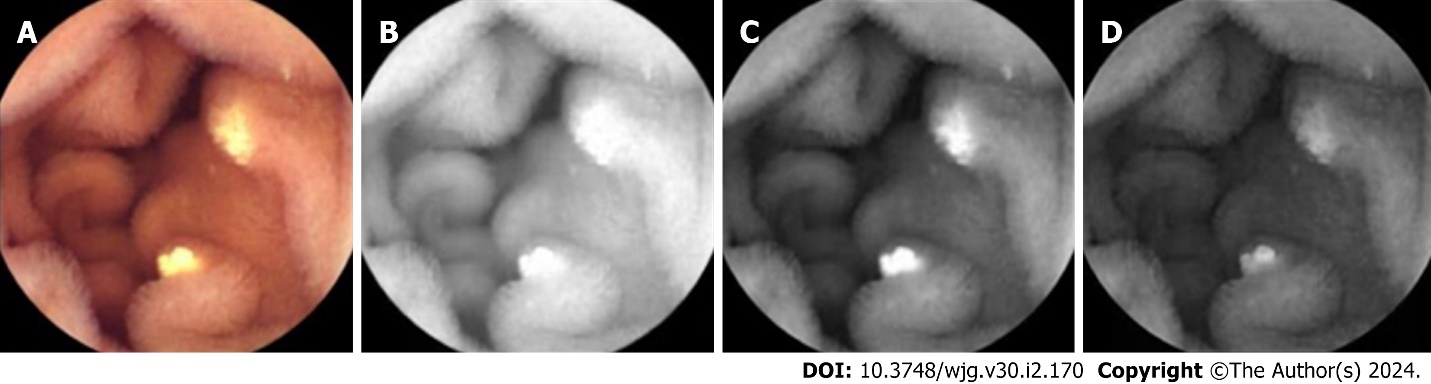 A
B
C
D
DOI: 10.3748/wjg.v30.i2.170 Copyright ©The Author(s) 2024.